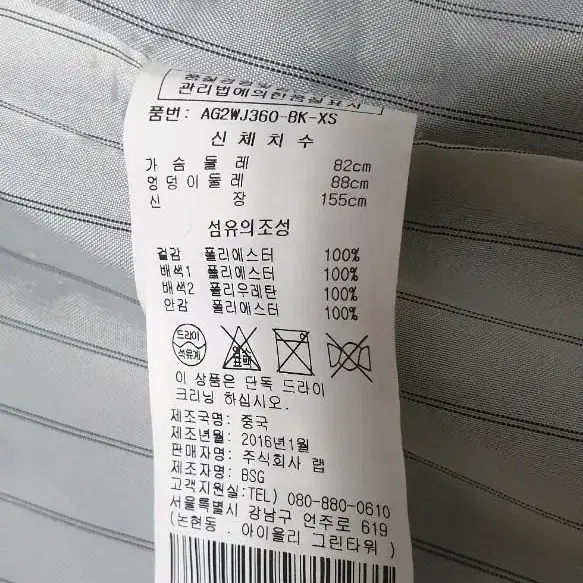 관리법에의한품질표시
품번: AG2WJ360-BK-XS
신 체 치 수
가 슴 둘 레 82cm
엉 덩 이 둘 레 88cm
신 장 155cm
섬유의조성
겉감 폴리에스터 100%
배색1 폴리에스터 100%
배색2 폴리우레탄 100%
안감 폴리에스터 100%
드라이
석유계
염소
표백
이 상품은 단독 드라이
크리닝 하십시오.
제조국명: 중국
제조년월: 2016년1월
판매자명: 주식회사 랩
제조자명: BSG
고객지원실:TEL) 080-880-0610
서울특별시 강남구 언주로 619
(논현동 . 아이올리 그린타워 )